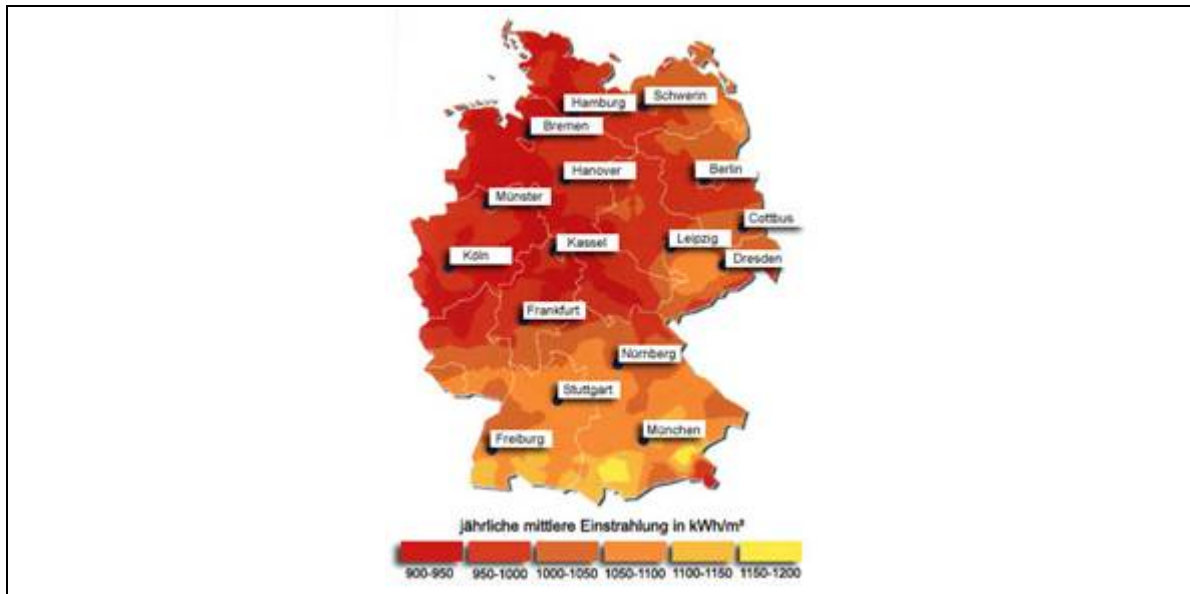 Schwerin
Hamburg
Bremen
Hanover
Berlin
Münster
Cottbus
Kassel
Leipzig
Köln
Dresden
Frankfurt
Nürnberg
Stuttgart
München
Freiburg
jährliche mittlere Einstrahlung in kWh/m²
900-950 950-1000 1000-1050 1050-1100 1100-1150 1150-1200